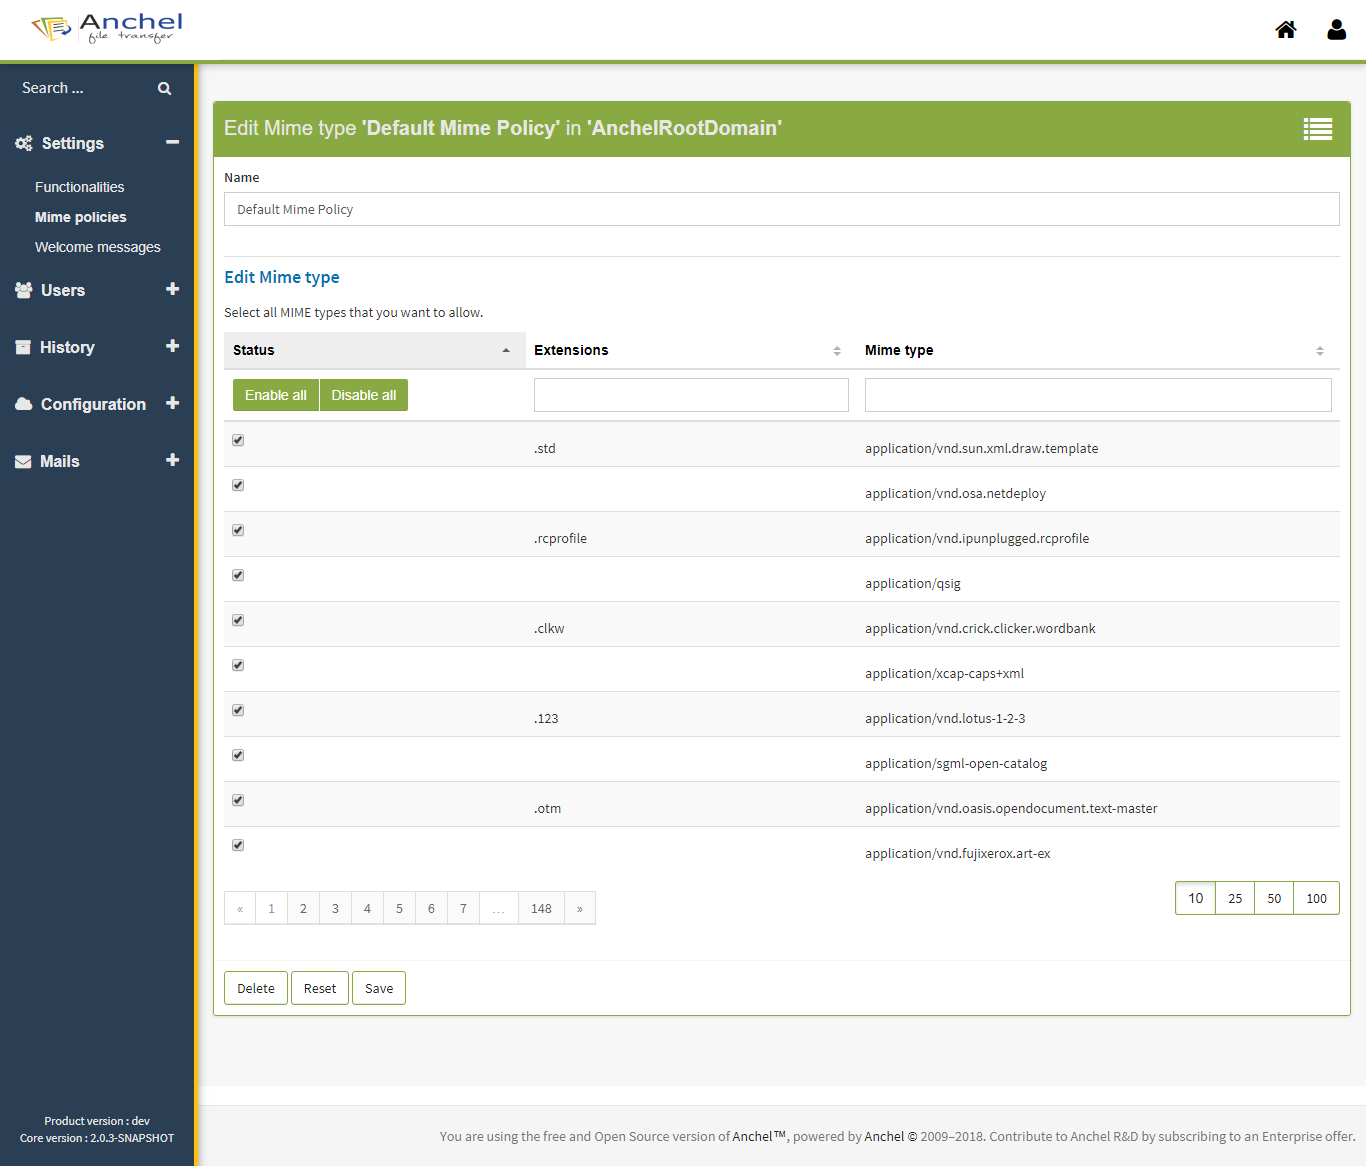 Anchel
file transfer
Search ...
Settings
Functionalities
Mime policies
Welcome messages
Users
History
Configuration
Mails
Product version : dev
Core version : 2.0.3-SNAPSHOT
Edit Mime type 'Default Mime Policy' in 'AnchelRootDomain'
Name
Default Mime Policy
Edit Mime type
Select all MIME types that you want to allow.
Status Extensions Mime type
Enable all Disable all
.std application/vnd.sun.xml.draw.template
application/vnd.osa.netdeploy
.rcprofile application/vnd.ipunplugged.rcprofile
application/qsig
.clkw application/vnd.crick.clicker.wordbank
application/xcap-caps+xml
.123 application/vnd.lotus-1-2-3
application/sgml-open-catalog
.otm application/vnd.oasis.opendocument.text-master
application/vnd.fujixerox.art-ex
« 1 2 3 4 5 6 7 ... 148 »
10 25 50 100
Delete Reset Save
You are using the free and Open Source version of Anchel™, powered by Anchel © 2009–2018. Contribute to Anchel R&D by subscribing to an Enterprise offer.